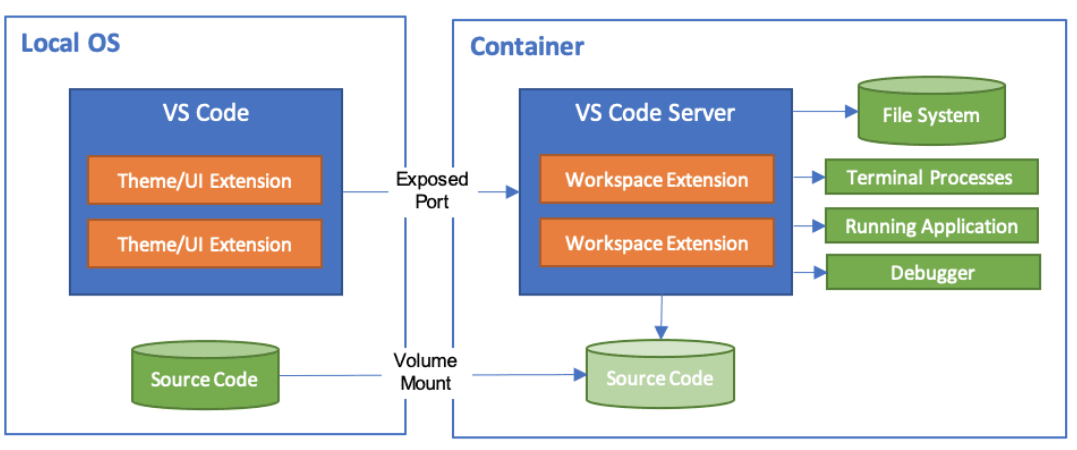 Local OS
VS Code
Theme/UI Extension
Theme/UI Extension
Source Code
Exposed
Port
Volume
Mount
Container
VS Code Server
Workspace Extension
Workspace Extension
File System
Terminal Processes
Running Application
Debugger
Source Code